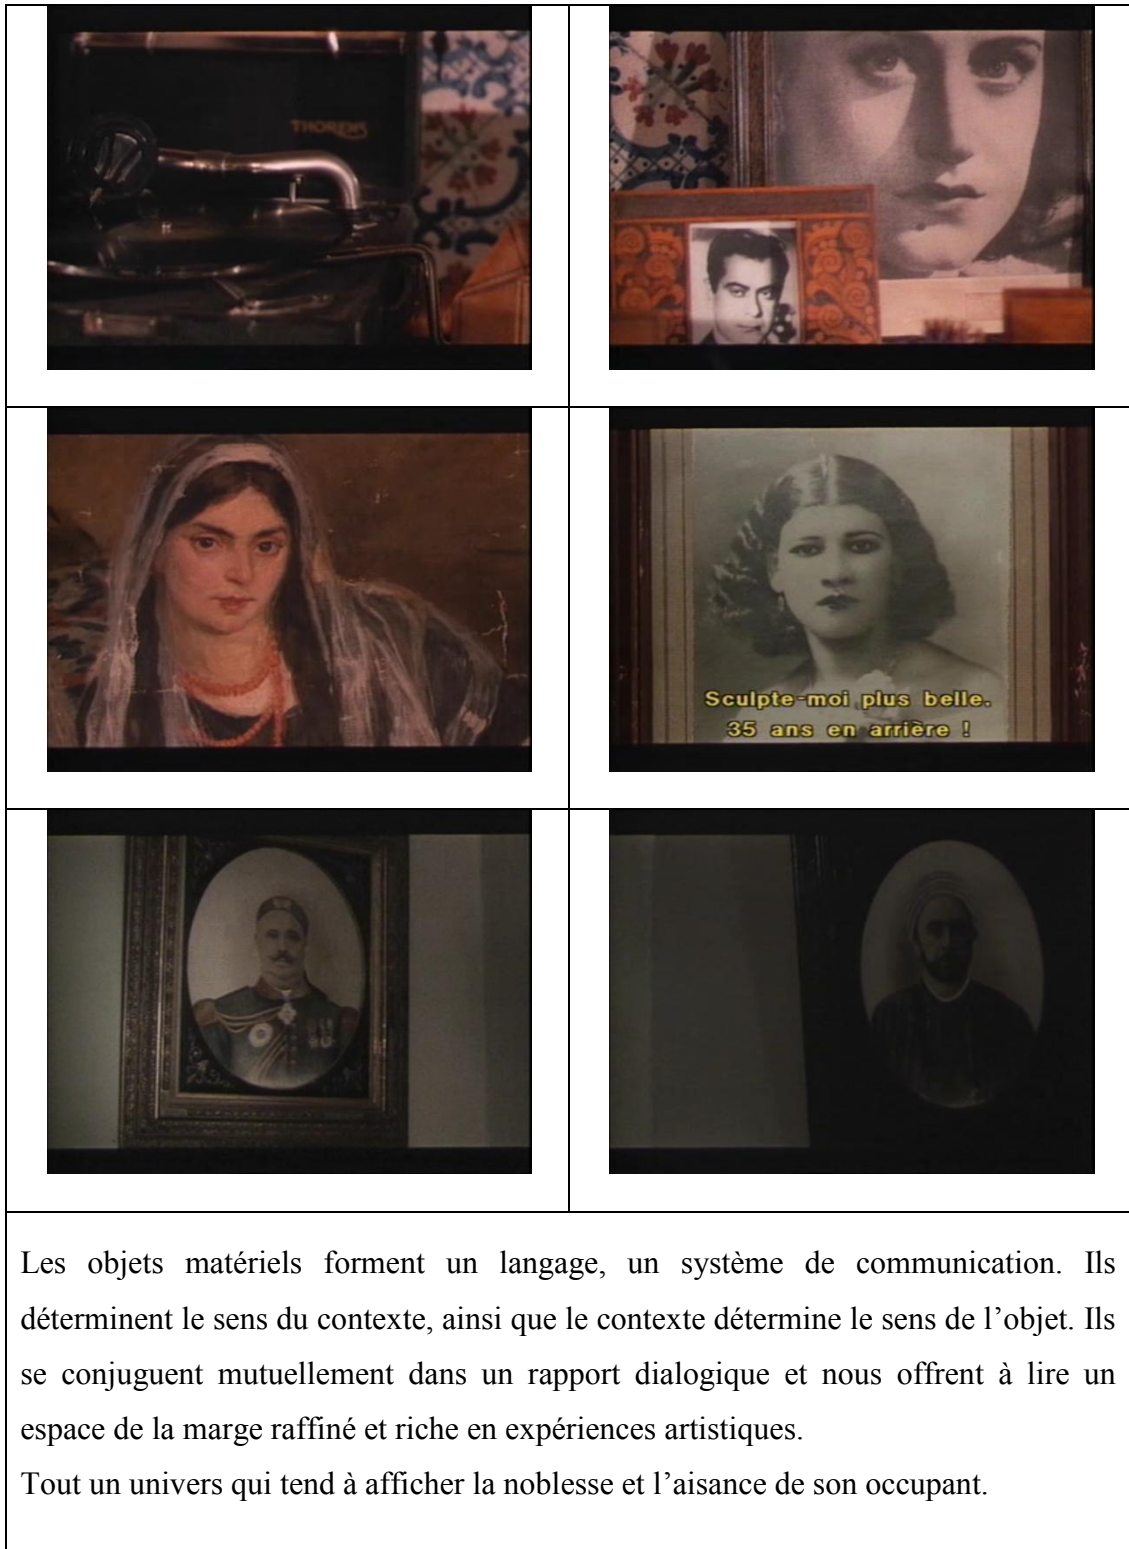 THORENS
Sculpte-moi plus belle.
35 ans en arrière !
Les objets matériels forment un langage, un système de communication. Ils
déterminent le sens du contexte, ainsi que le contexte détermine le sens de l’objet. Ils
se conjuguent mutuellement dans un rapport dialogique et nous offrent à lire un
espace de la marge raffiné et riche en expériences artistiques.
Tout un univers qui tend à afficher la noblesse et l’aisance de son occupant.